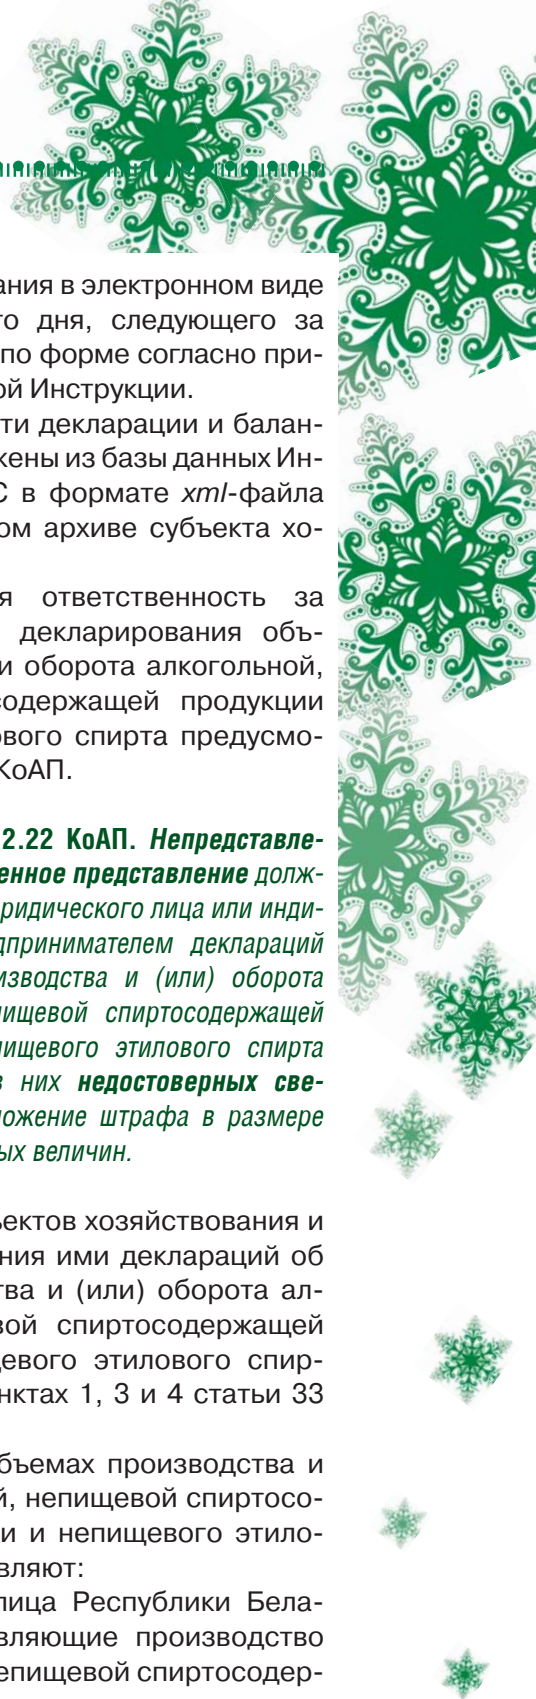 ания в электронном виде
го дня, следующего за
по форме согласно при-
ой Инструкции.
ти декларации и балан-
жены из базы данных Ин-
С в формате xml-файла
ом архиве субъекта хо-
я ответственность за
декларирования объ-
и оборота алкогольной,
содержащей продукции
ового спирта предусмо-
КоАП.
2.22 КоАП. Непредставле-
енное представление долж-
ридического лица или инди-
дпринимателем деклараций
изводства и (или) оборота
пищевой спиртосодержащей
пищевого этилового спирта
в них недостоверных све-
ложение штрафа в размере
ых величин.
ъектов хозяйствования и
ния ими деклараций об
тва и (или) оборота ал-
вой спиртосодержащей
цевого этилового спир-
нктах 1, 3 и 4 статьи 33
бъемах производства и
й, непищевой спиртосо-
и и непищевого этило-
вляют:
лица Республики Бела-
вляющие производство
епищевой спиртосодер-